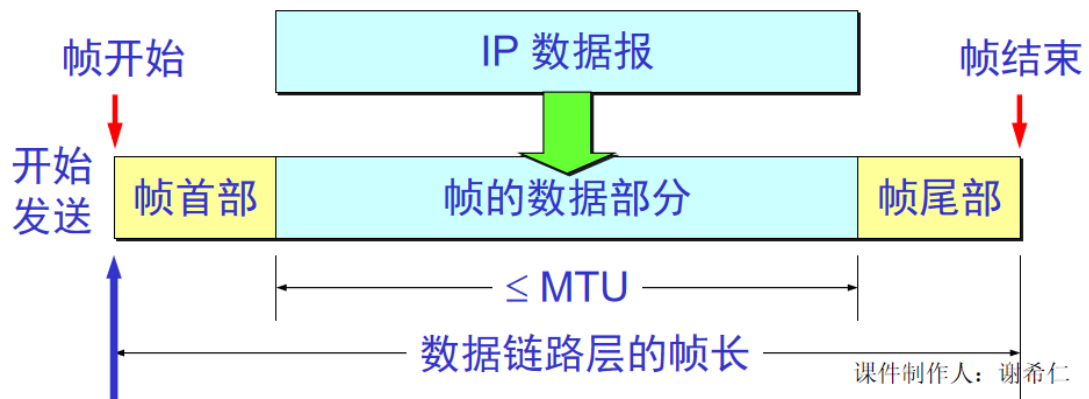 IP 数据报
帧开始
帧结束
开始
发送
帧首部
帧的数据部分
帧尾部
≤ MTU
数据链路层的帧长
课件制作人：谢希仁